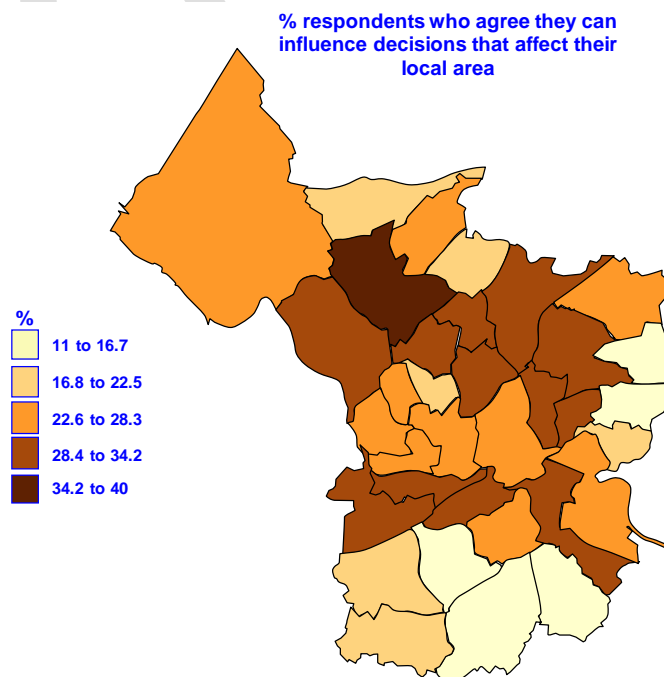 % respondents who agree they can
influence decisions that affect their
local area
%
11 to 16.7
16.8 to 22.5
22.6 to 28.3
28.4 to 34.2
34.2 to 40